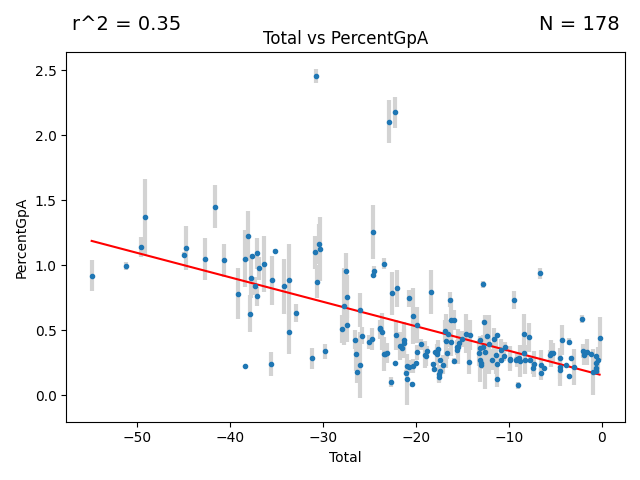 r^2 = 0.35
N = 178
Total vs PercentGpA
2.5
2.0
1.5
1.0
0.5
0.0
PercentGpA
−50
−40
−30
−20
−10
0
Total